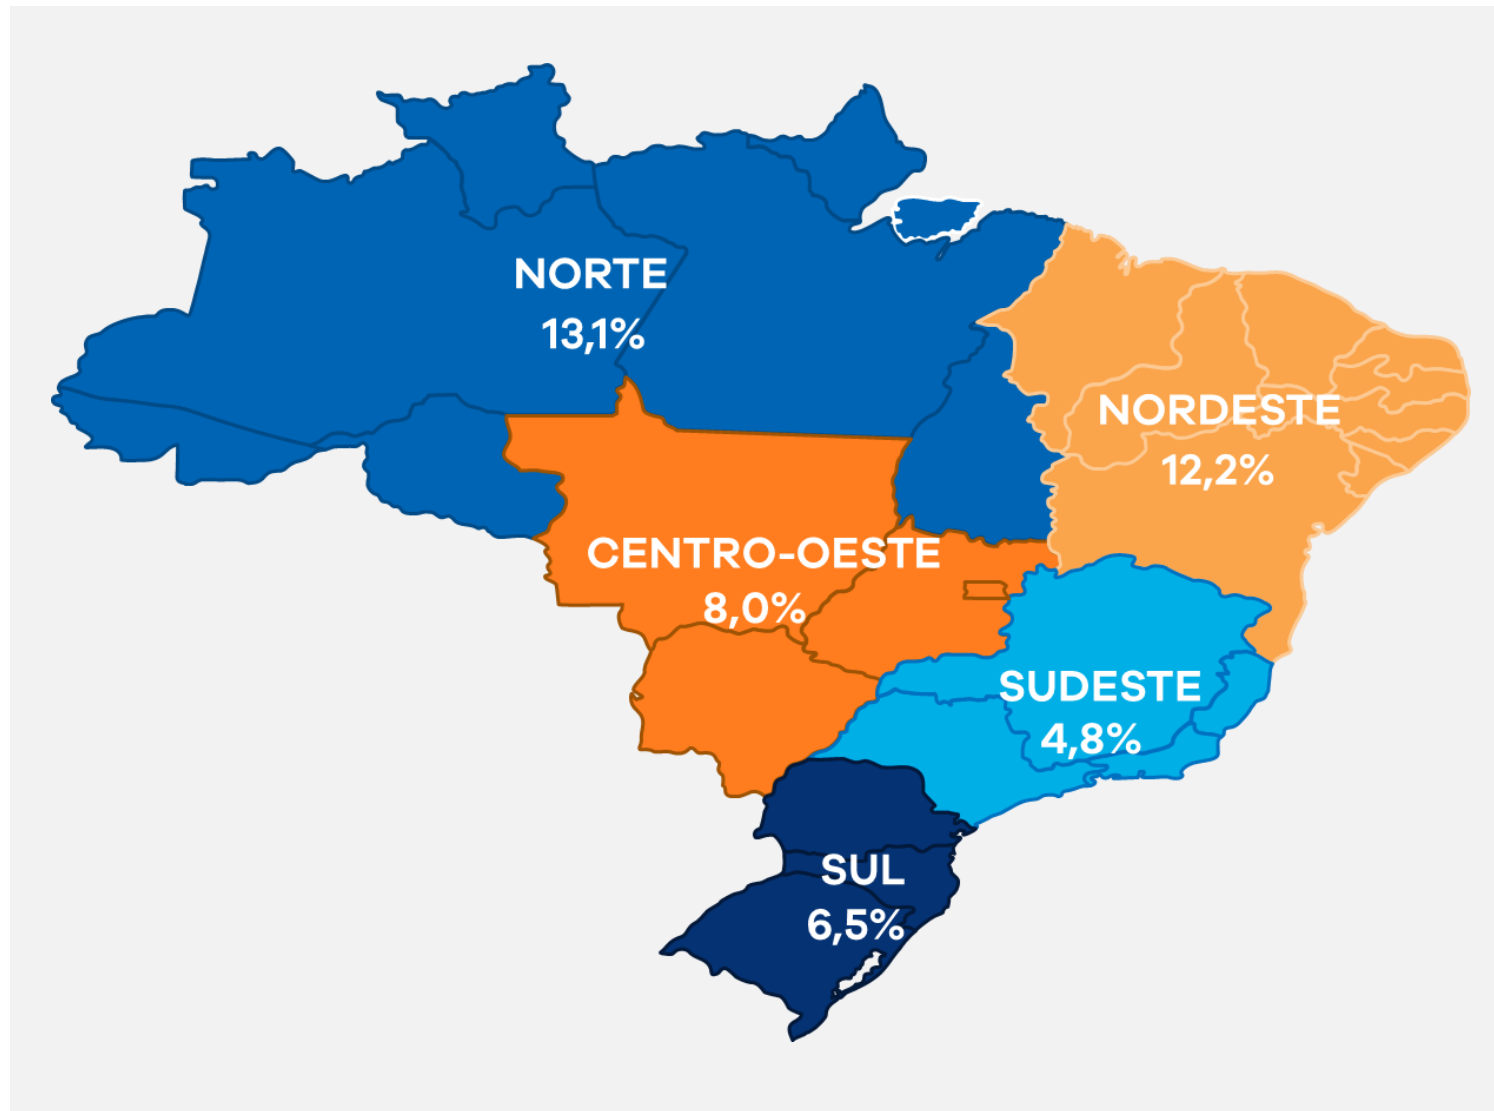 NORTE
13,1%
NORDESTE
12,2%
CENTRO-OESTE
8,0%
SUDESTE
4,8%
SUL
6,5%